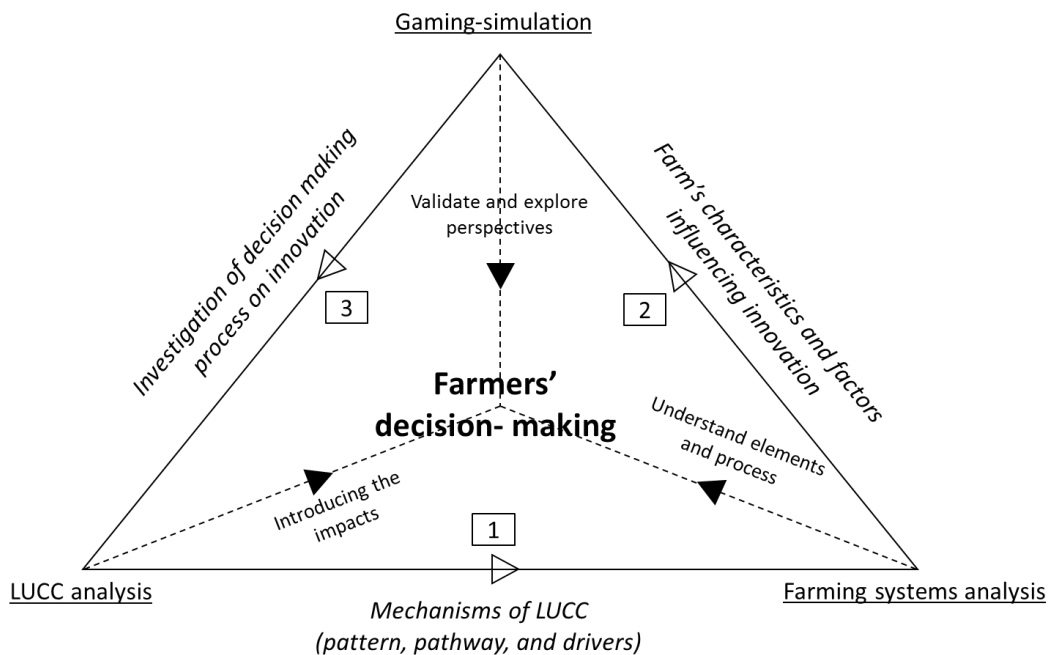 Gaming-simulation
Investigation of decision making
process on innovation
Farm's characteristics and factors
influencing innovation
Validate and explore
perspectives
3
2
Farmers’
decision- making
Understand elements
and process
Introducing the
impacts
1
LUCC analysis
Farming systems analysis
Mechanisms of LUCC
(pattern, pathway, and drivers)